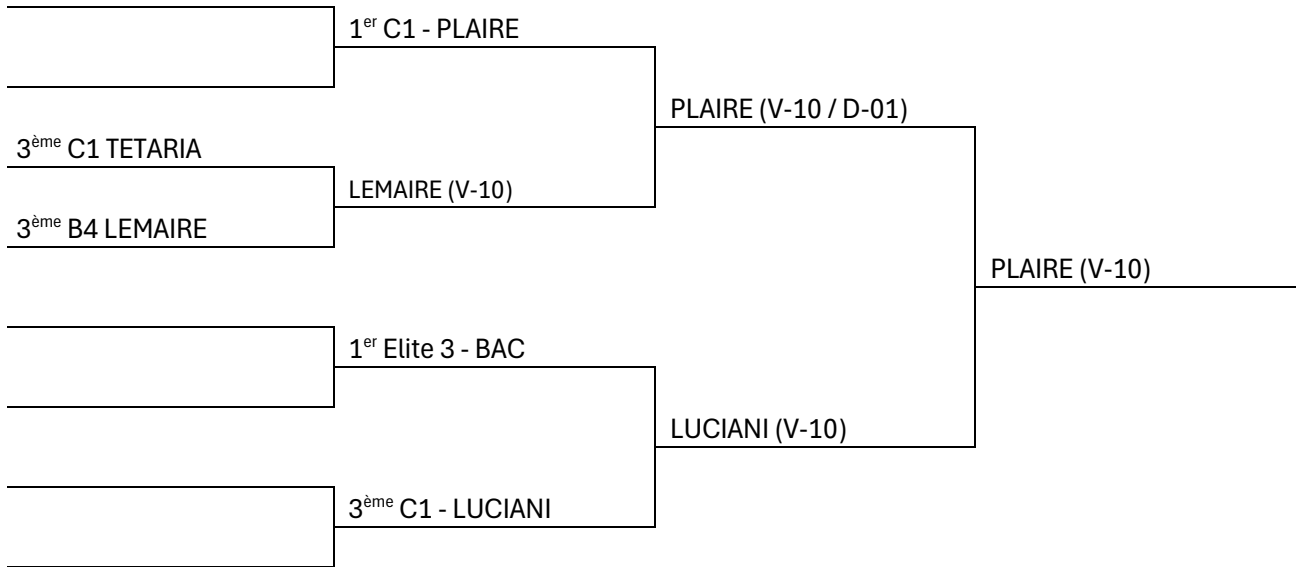 1er C1 - PLAIRE
PLAIRE (V-10 / D-01)
3ème C1 TETARIA
LEMAIRE (V-10)
3ème B4 LEMAIRE
PLAIRE (V-10)
1er Elite 3 - BAC
LUCIANI (V-10)
3ème C1 - LUCIANI